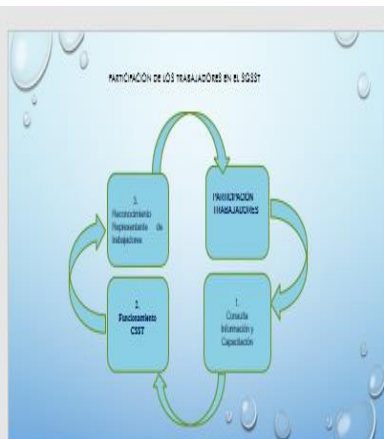 PARTICIPACIÓN DE LOS TRABAJADORES EN EL SGSST
3.
Reconocimiento
Representante de
trabajadores
PARTICIPACIÓN
TRABAJADORES
2.
Funcionamiento
CSST
1.
Consulta
Información y
Capacitación